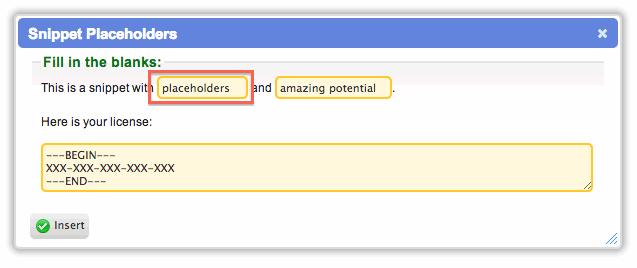 Snippet Placeholders
Fill in the blanks:
This is a snippet with placeholders and amazing potential .
Here is your license:
---BEGIN---
XXX-XXX-XXX-XXX-XXX
---END---
Insert